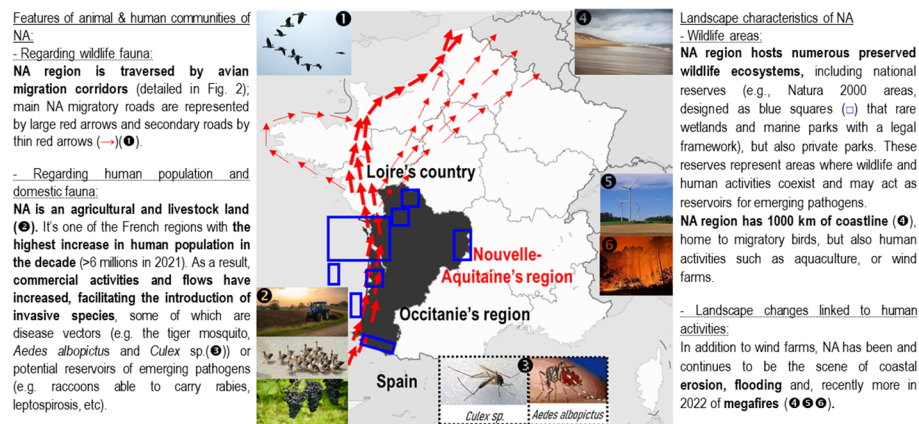 Features of animal & human communities of
NA:
- Regarding wildlife fauna:
NA region is traversed by avian
migration corridors (detailed in Fig. 2);
main NA migratory roads are represented
by large red arrows and secondary roads by
thin red arrows (→)(❶).
- Regarding human population and
domestic fauna:
NA is an agricultural and livestock land
(❷). It's one of the French regions with the
highest increase in human population in
the decade (>6 millions in 2021). As a result,
commercial activities and flows have
increased, facilitating the introduction of
invasive species, some of which are
disease vectors (e.g. the tiger mosquito,
Aedes albopictus and Culex sp.(❸)) or
potential reservoirs of emerging pathogens
(e.g. raccoons able to carry rabies,
leptospirosis, etc).
❶
❹
Loire's country
Nouvelle-
Aquitaine's region
Occitanie's region
Spain
❷
❸
Culex sp.
Aedes albopictus
❺
❻
Landscape characteristics of NA
- Wildlife areas:
NA region hosts numerous preserved
wildlife ecosystems, including national
reserves (e.g., Natura 2000 areas,
designed as blue squares (□) that rare
wetlands and marine parks with a legal
framework), but also private parks. These
reserves represent areas where wildlife and
human activities coexist and may act as
reservoirs for emerging pathogens.
NA region has 1000 km of coastline (❹),
home to migratory birds, but also human
activities such as aquaculture, or wind
farms.
- Landscape changes linked to human
activities:
In addition to wind farms, NA has been and
continues to be the scene of coastal
erosion, flooding and, recently more in
2022 of megafires (❹❺❻).